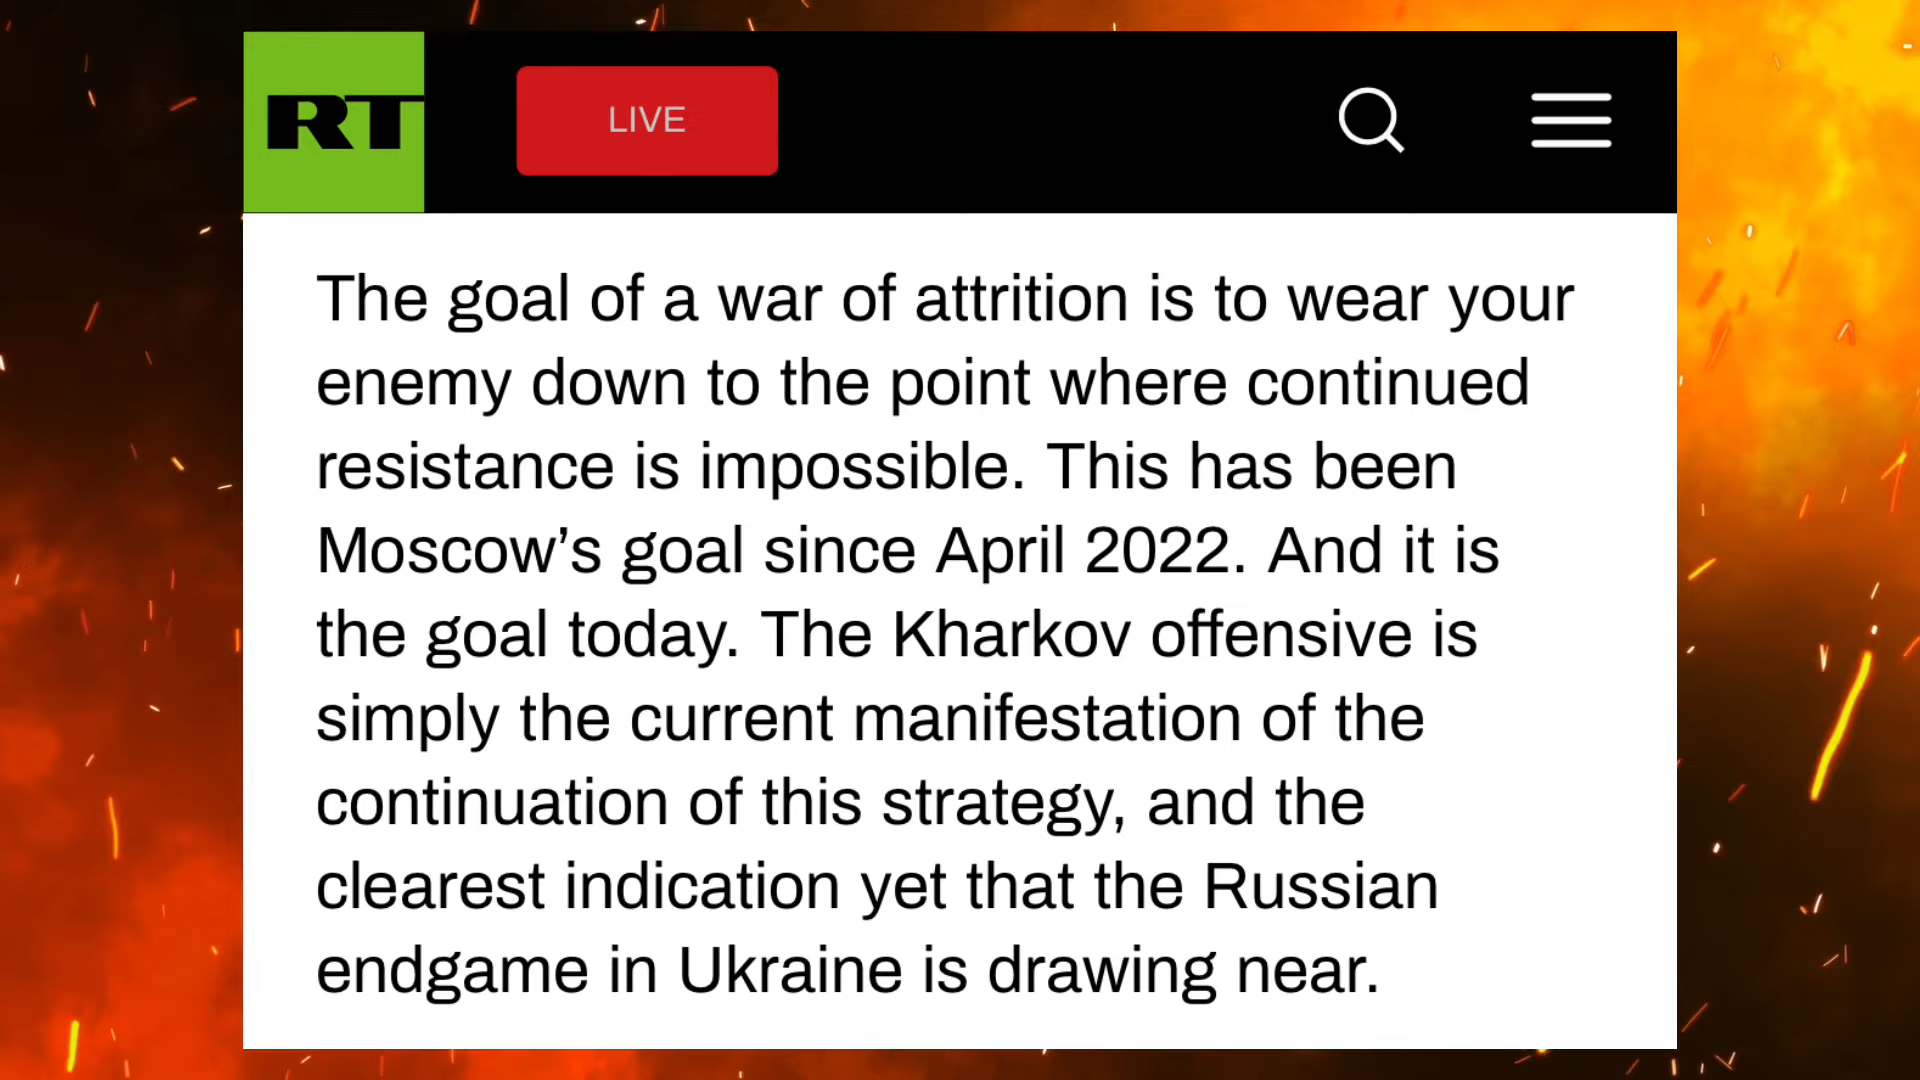 RT
LIVE
The goal of a war of attrition is to wear your
enemy down to the point where continued
resistance is impossible. This has been
Moscow’s goal since April 2022. And it is
the goal today. The Kharkov offensive is
simply the current manifestation of the
continuation of this strategy, and the
clearest indication yet that the Russian
endgame in Ukraine is drawing near.